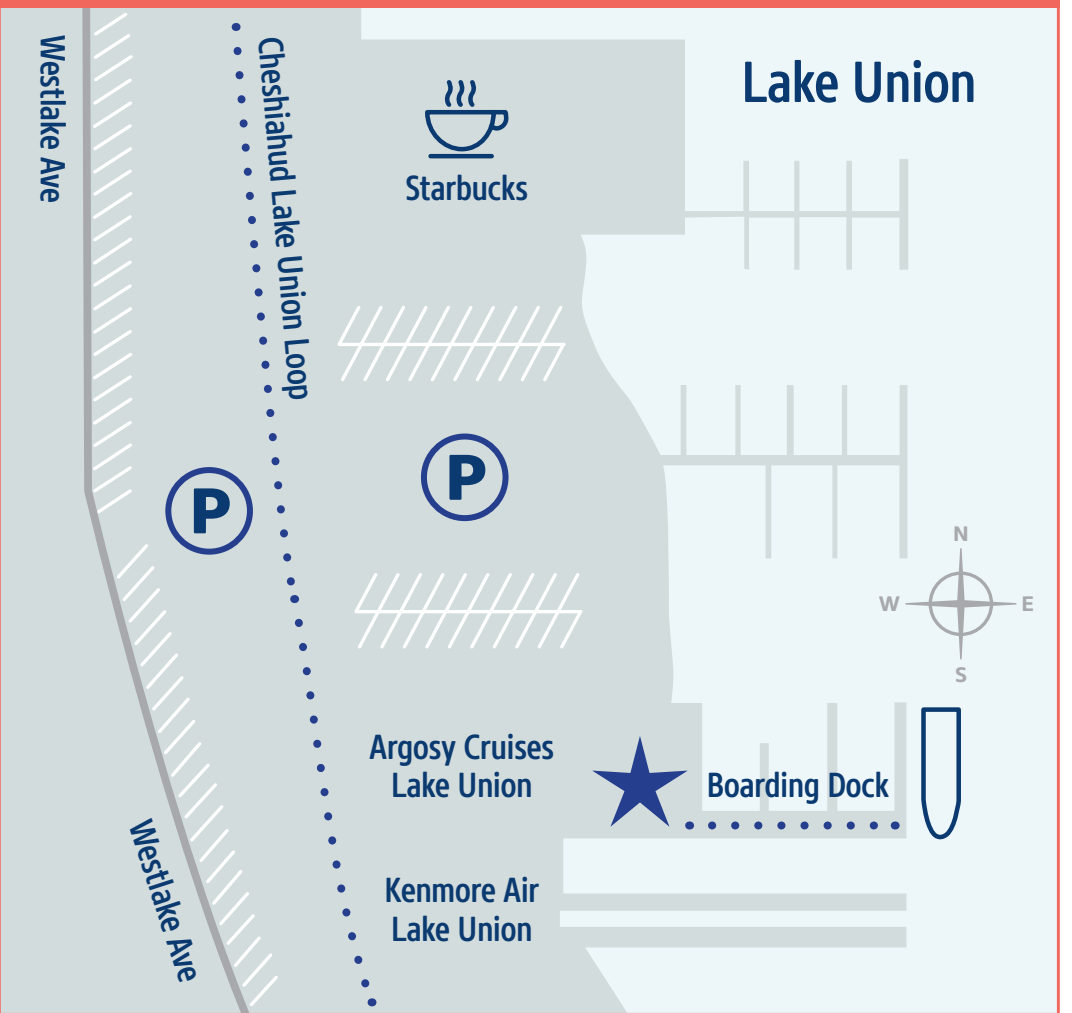 Westlake Ave
Cheshiahud Lake Union Loop
Lake Union
Starbucks
P
P
N
W
E
S
Argosy Cruises
Lake Union
Boarding Dock
Westlake Ave
Kenmore Air
Lake Union